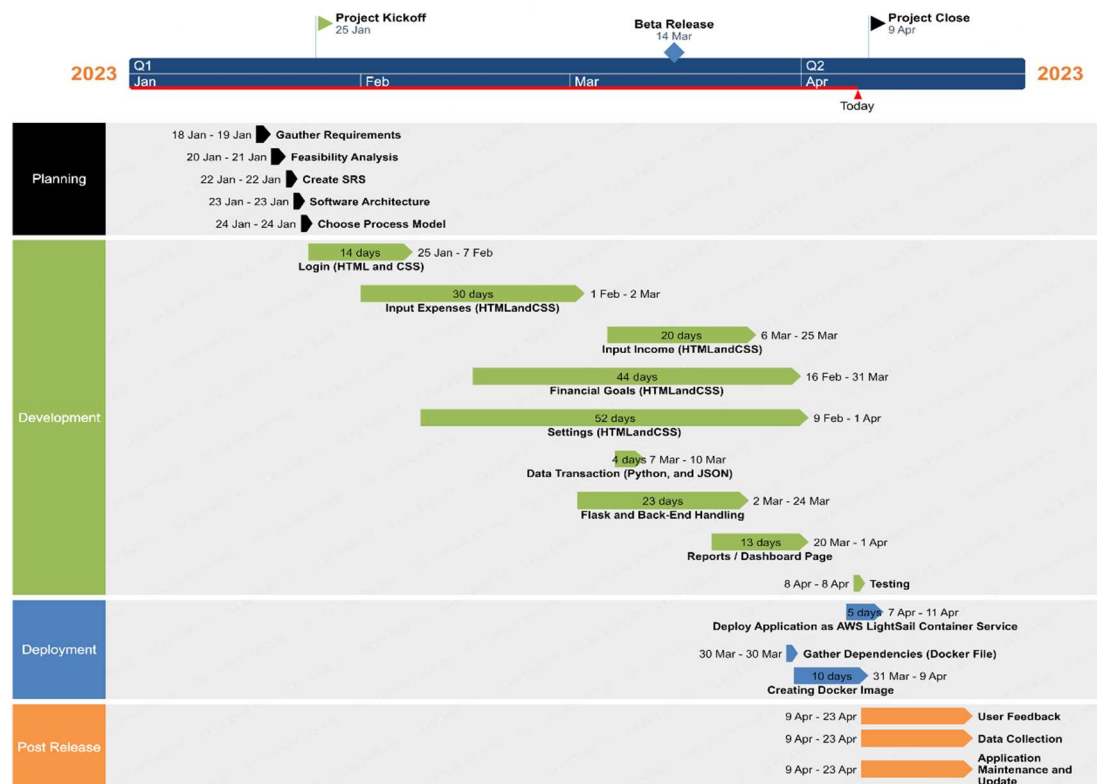 Project Kickoff
25 Jan
Beta Release
14 Mar
Project Close
9 Apr
2023
Q1
Q2
2023
Jan
Feb
Mar
Apr
Today
Planning
18 Jan - 19 Jan Gauther Requirements
20 Jan - 21 Jan Feasibility Analysis
22 Jan - 22 Jan Create SRS
23 Jan - 23 Jan Software Architecture
24 Jan - 24 Jan Choose Process Model
Development
14 days 25 Jan - 7 Feb
Login (HTML and CSS)
30 days 1 Feb - 2 Mar
Input Expenses (HTMLandCSS)
20 days 6 Mar - 25 Mar
Input Income (HTMLandCSS)
44 days 16 Feb - 31 Mar
Financial Goals (HTMLandCSS)
52 days 9 Feb - 1 Apr
Settings (HTMLandCSS)
4 days 7 Mar - 10 Mar
Data Transaction (Python, and JSON)
23 days 2 Mar - 24 Mar
Flask and Back-End Handling
13 days 20 Mar - 1 Apr
Reports / Dashboard Page
8 Apr - 8 Apr Testing
Deployment
5 days 7 Apr - 11 Apr
Deploy Application as AWS LightSail Container Service
30 Mar - 30 Mar Gather Dependencies (Docker File)
10 days 31 Mar - 9 Apr
Creating Docker Image
Post Release
9 Apr - 23 Apr User Feedback
9 Apr - 23 Apr Data Collection
9 Apr - 23 Apr Application
Maintenance and
Update